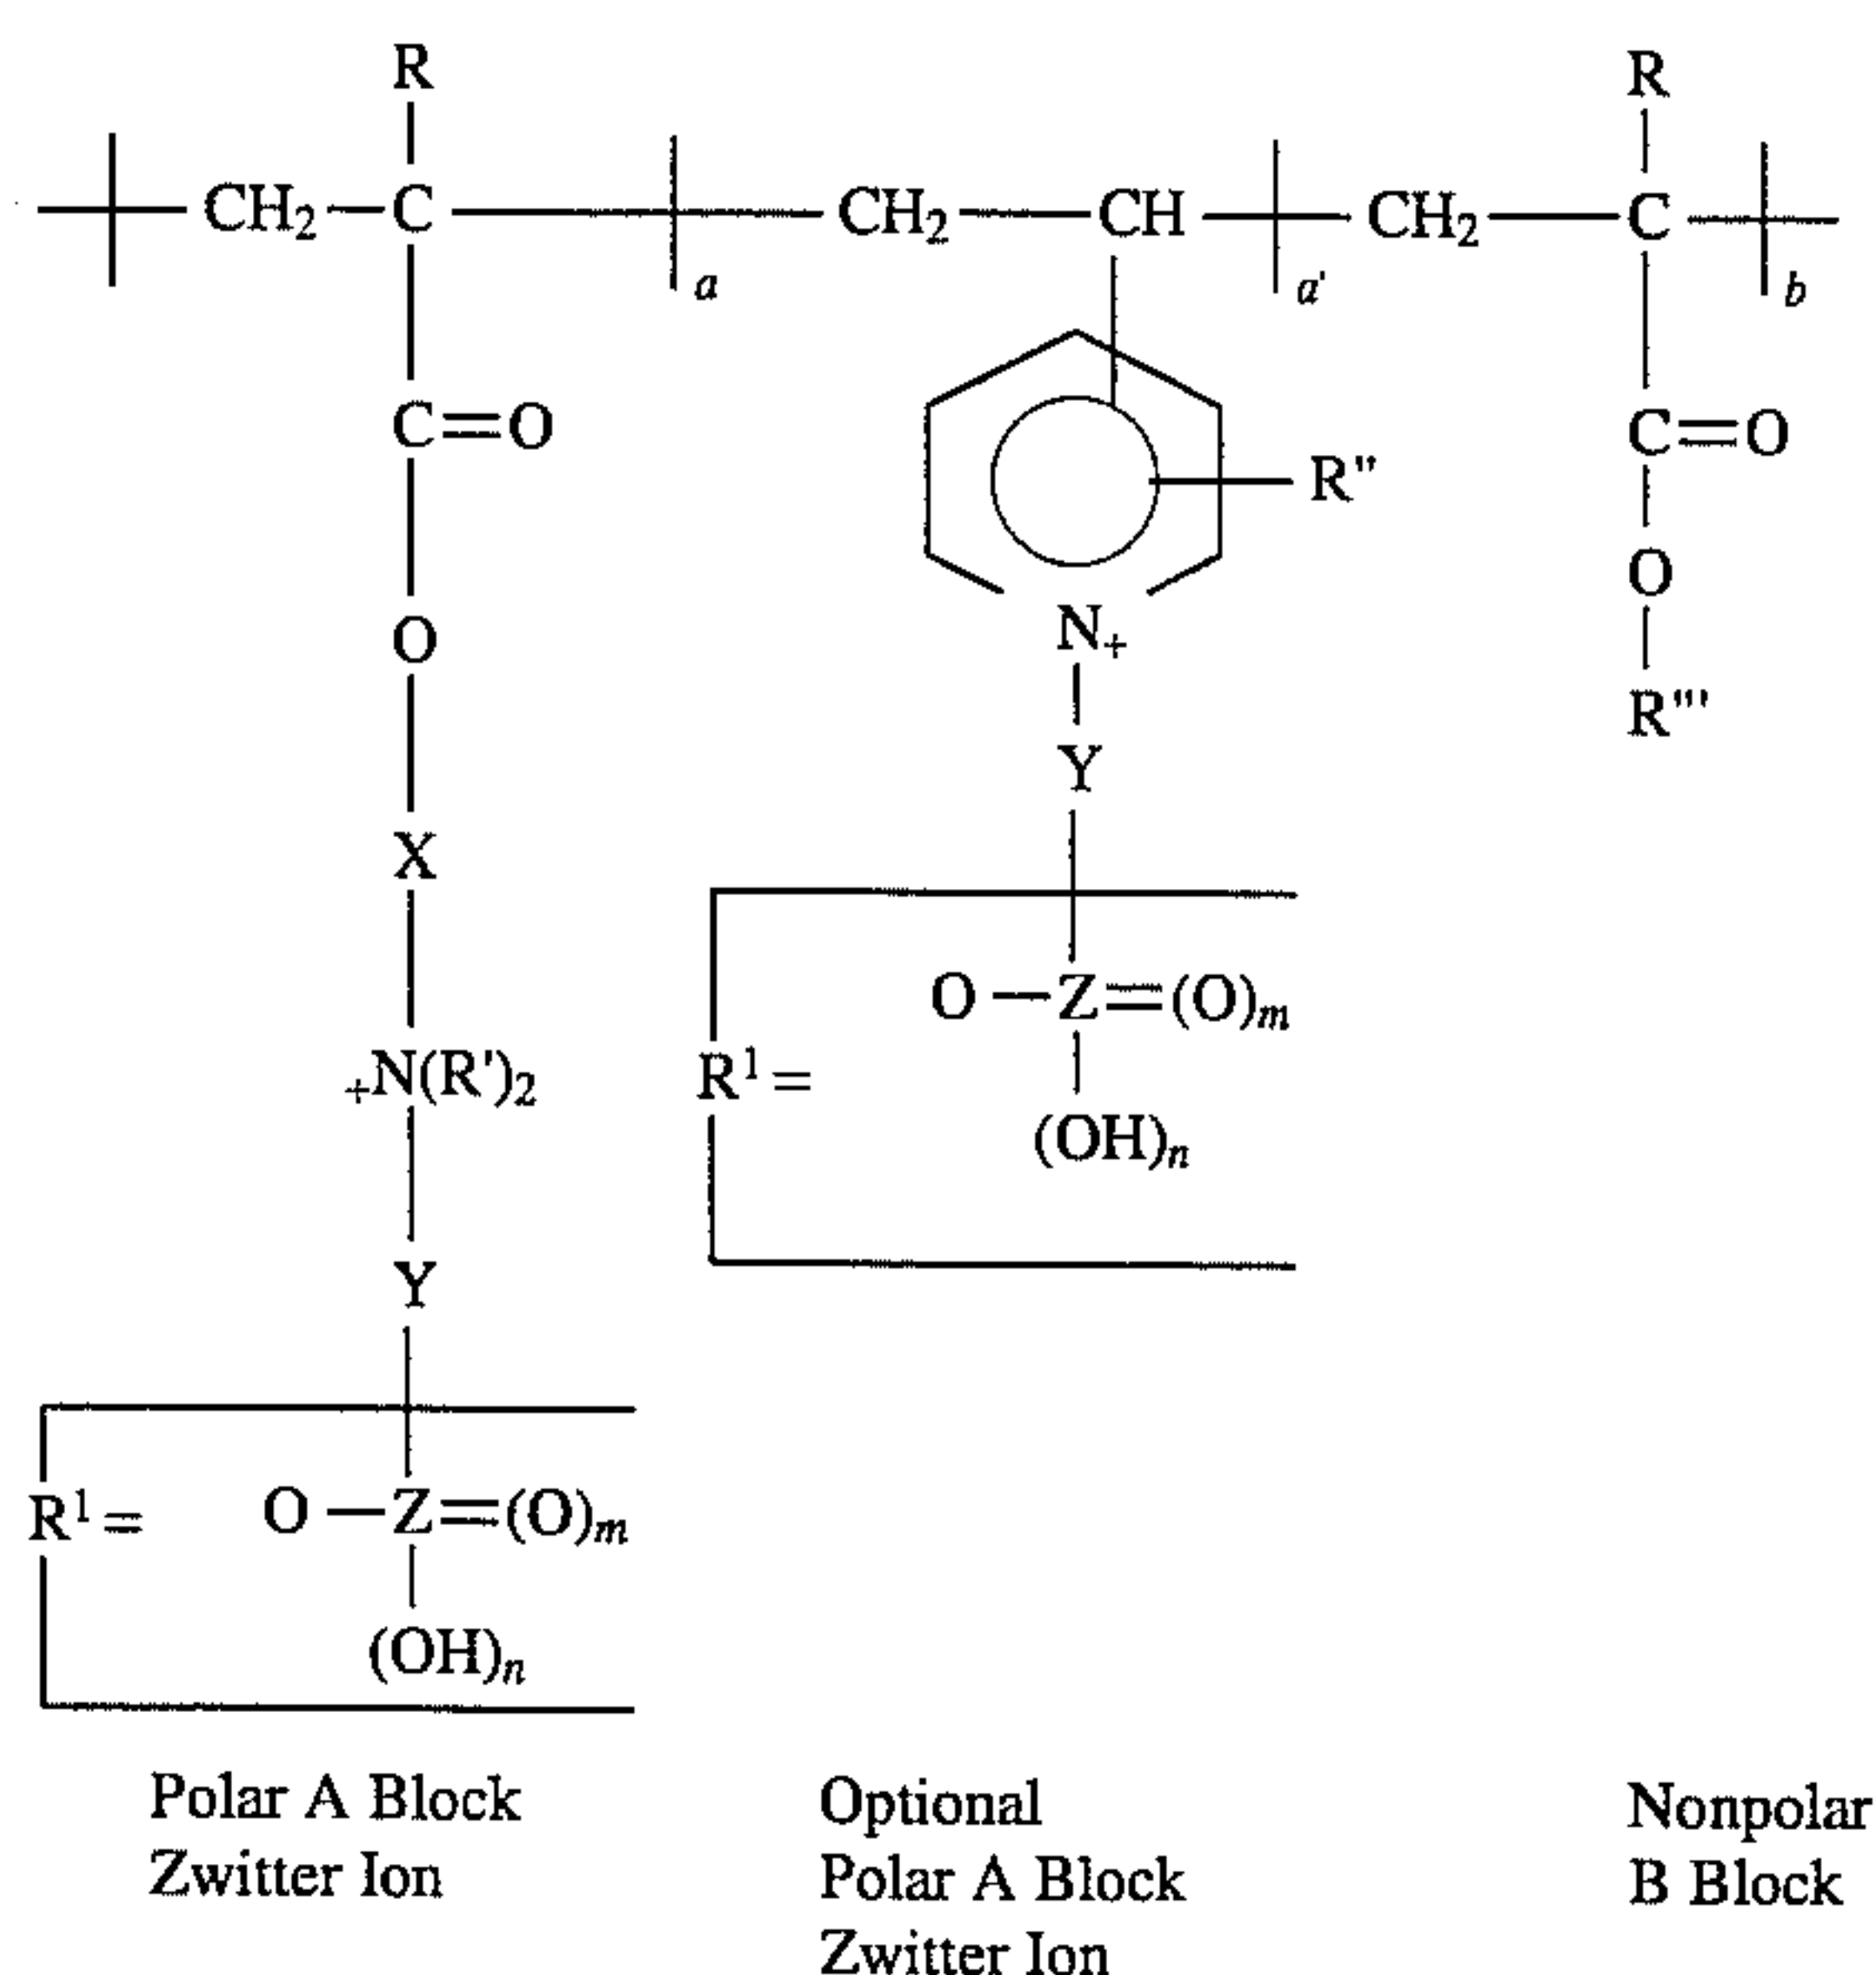 R R
CH2 C CH2 CH CH2 C
a a' b
C=O C=O
R"
O O
N+
R'''
Y
X
O—Z=(O)m
+N(R')2 R1=
(OH)n
Y
R1= O—Z=(O)m
(OH)n
Polar A Block
Zwitter Ion
Optional
Polar A Block
Zwitter Ion
Nonpolar
B Block